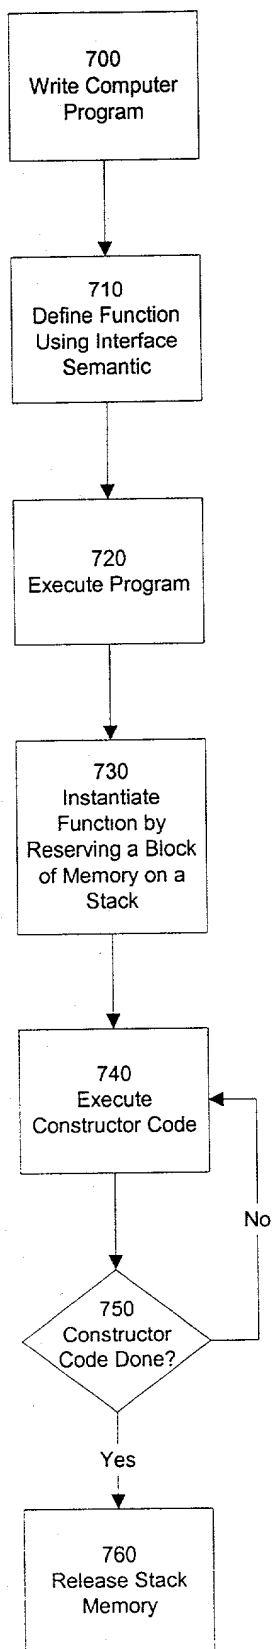 700
Write Computer
Program
710
Define Function
Using Interface
Semantic
720
Execute Program
730
Instantiate
Function by
Reserving a Block
of Memory on a
Stack
740
Execute
Constructor Code
No
750
Constructor
Code Done?
Yes
760
Release Stack
Memory